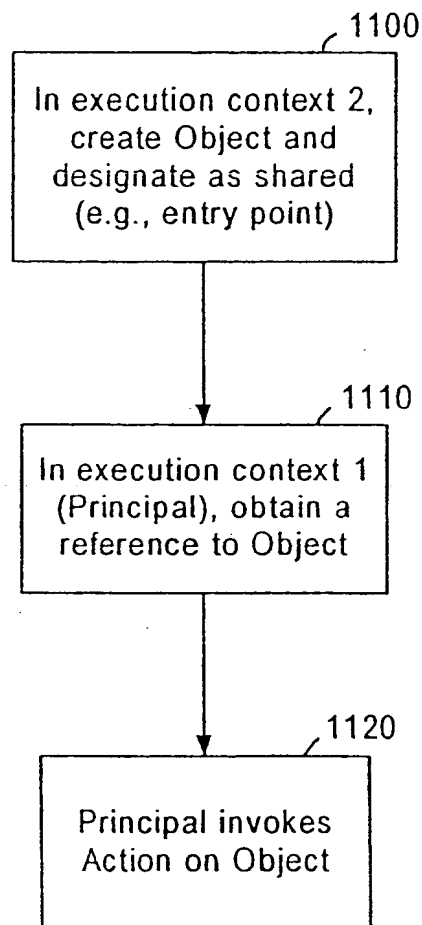 1100
In execution context 2,
create Object and
designate as shared
(e.g., entry point)
1110
In execution context 1
(Principal), obtain a
reference to Object
1120
Principal invokes
Action on Object